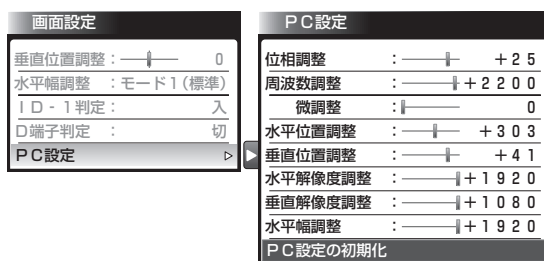 画面設定
垂直位置調整： 0
水平幅調整 ：モード1(標準)
ＩＤ-１判定： 入
Ｄ端子判定 ： 切
ＰＣ設定
ＰＣ設定
位相調整 ： +25
周波数調整 ： +2200
微調整 ： 0
水平位置調整 ： +303
垂直位置調整 ： +41
水平解像度調整 ： +1920
垂直解像度調整 ： +1080
水平幅調整 ： +1920
ＰＣ設定の初期化